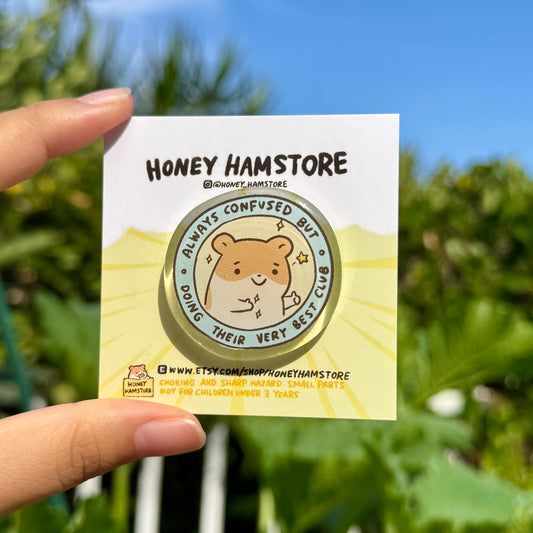 HONEY HAMSTORE
@HONEY_HAMSTORE
ALWAYS CONFUSED BUT
DOING THEIR VERY BEST CLUB
E WWW.ETSY.COM/SHOP/HONEYHAMSTORE
HONEY
HAMSTORE
CHOKING AND SHARP HAZARD. SMALL PARTS.
NOT FOR CHILDREN UNDER 3 YEARS